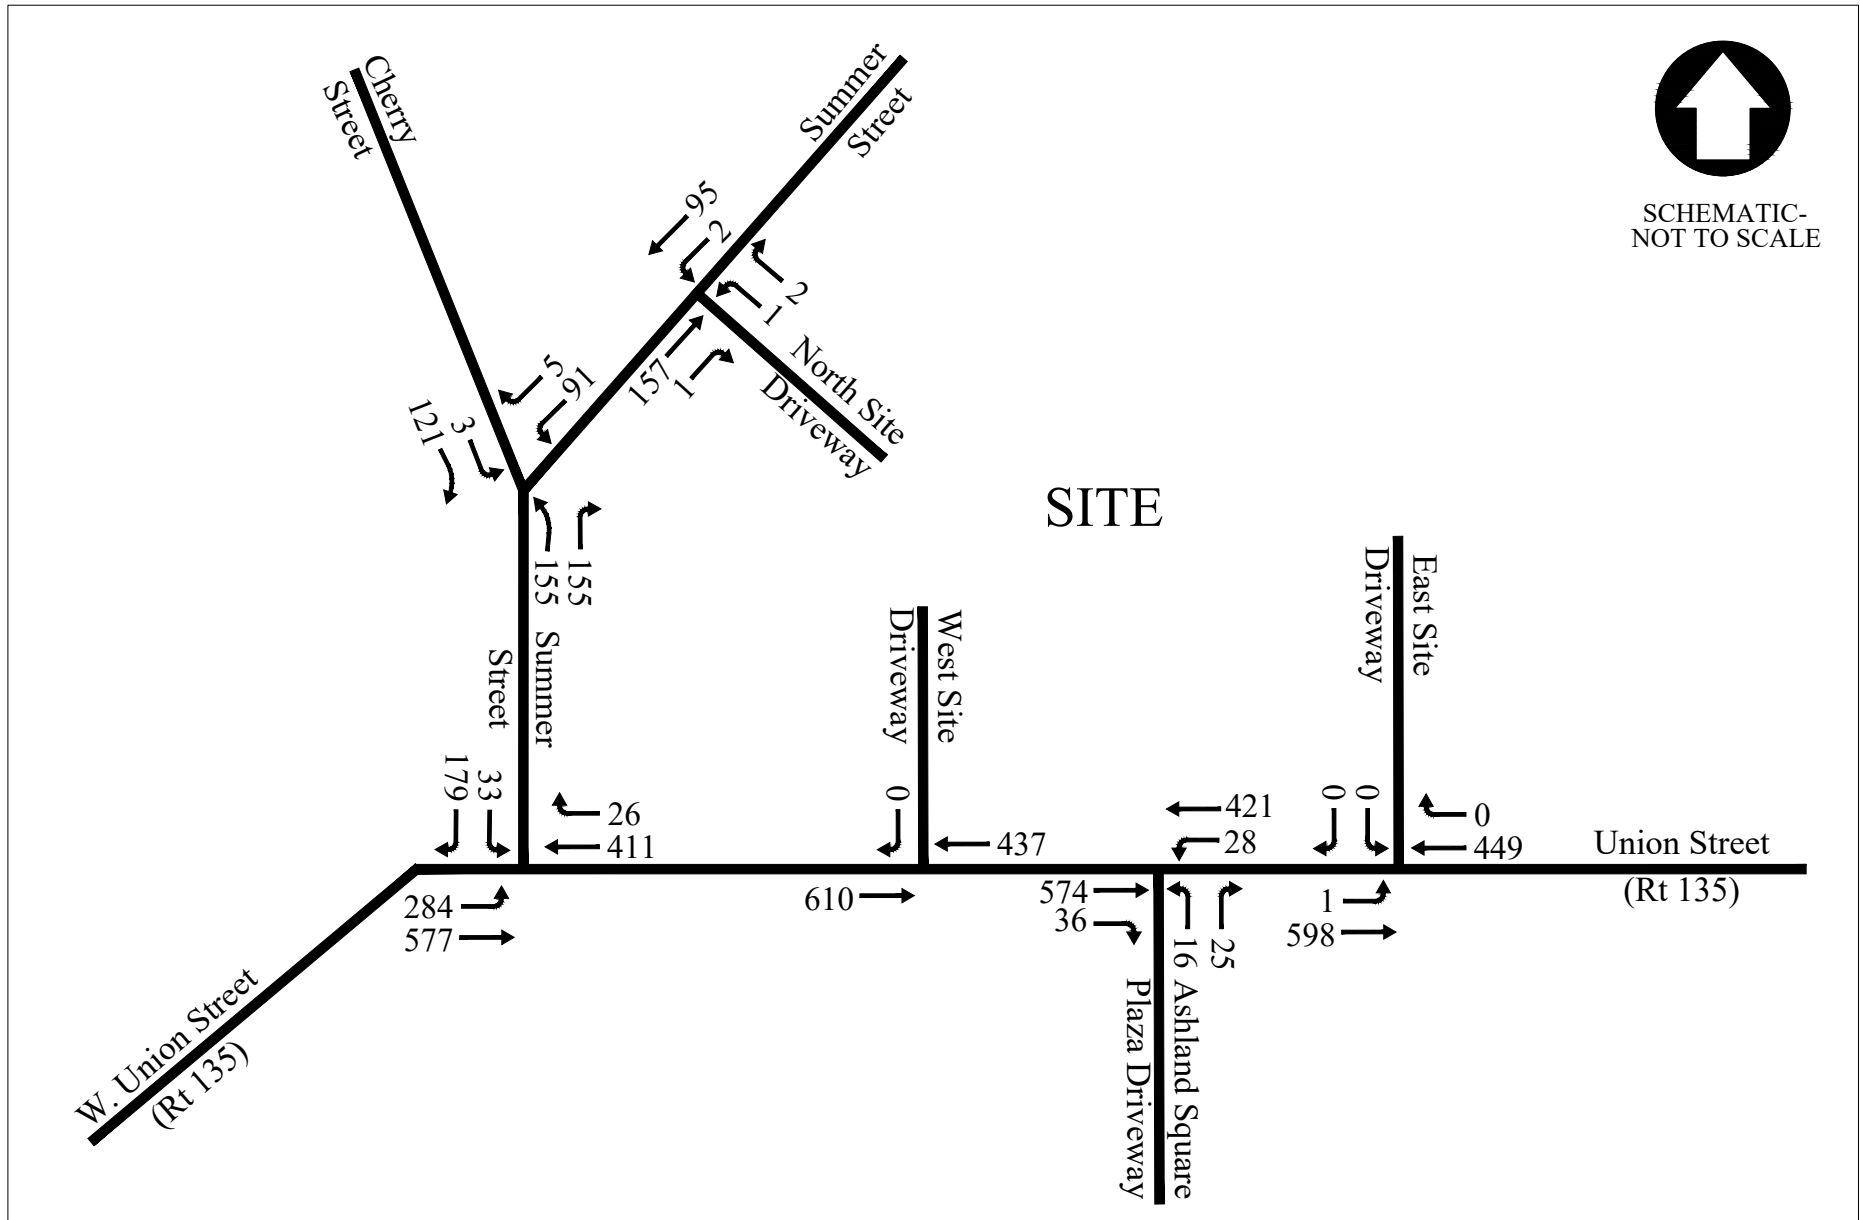 Cherry
Street
Summer
Street
SCHEMATIC-
NOT TO SCALE
95
2
2
1
157
1
North Site
Driveway
5
91
3
121
155
155
SITE
Summer
Street
West Site
Driveway
East Site
Driveway
179
33
26
411
284
577
0
437
610
421
28
574
36
16
25
0
0
0
449
1
598
Union Street
(Rt 135)
W. Union Street
(Rt 135)
Ashland Square
Plaza Driveway